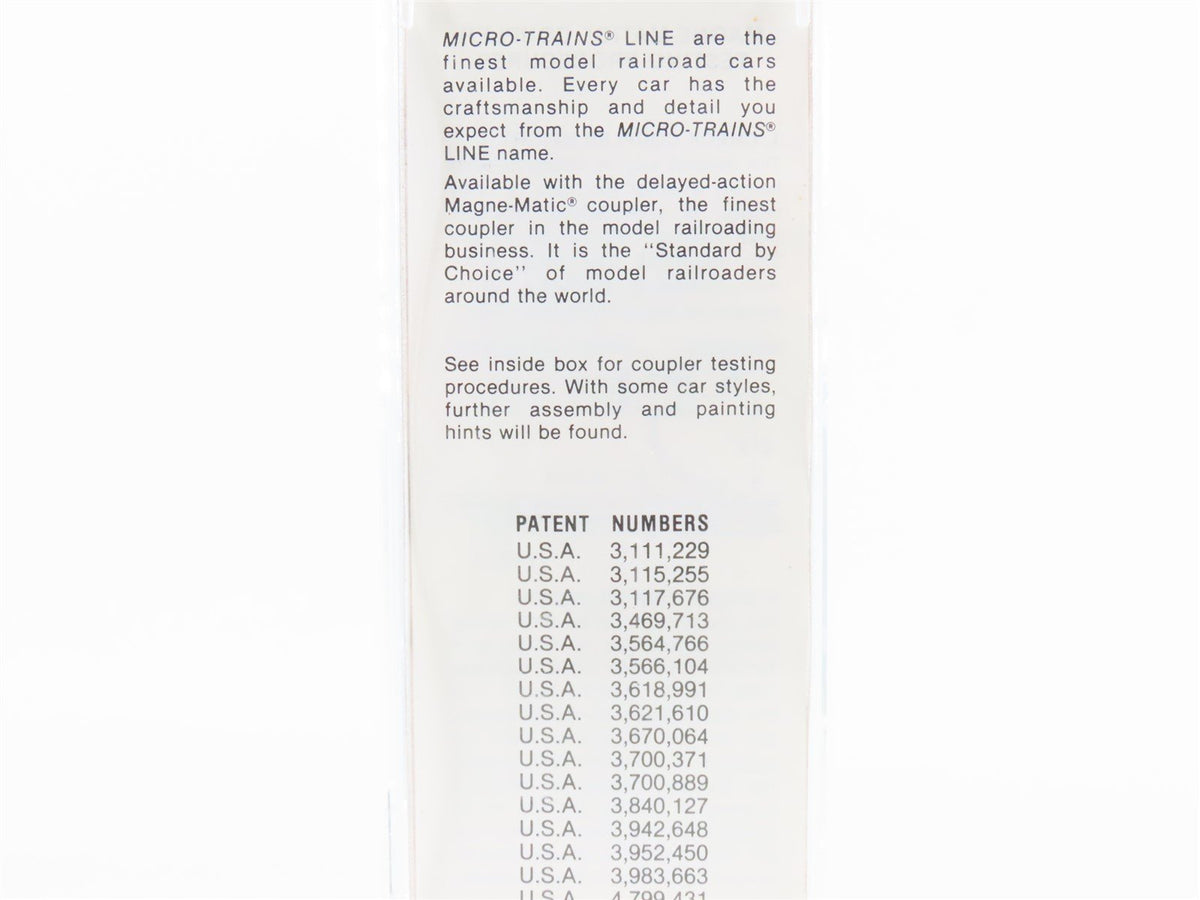 MICRO-TRAINS® LINE are the
finest model railroad cars
available. Every car has the
craftsmanship and detail you
expect from the MICRO-TRAINS®
LINE name.
Available with the delayed-action
Magne-Matic® coupler, the finest
coupler in the model railroading
business. It is the "Standard by
Choice" of model railroaders
around the world.
See inside box for coupler testing
procedures. With some car styles,
further assembly and painting
hints will be found.
PATENT NUMBERS
U.S.A. 3,111,229
U.S.A. 3,115,255
U.S.A. 3,117,676
U.S.A. 3,469,713
U.S.A. 3,564,766
U.S.A. 3,566,104
U.S.A. 3,618,991
U.S.A. 3,621,610
U.S.A. 3,670,064
U.S.A. 3,700,371
U.S.A. 3,700,889
U.S.A. 3,840,127
U.S.A. 3,942,648
U.S.A. 3,952,450
U.S.A. 3,983,663
U.S.A. 4,799,431